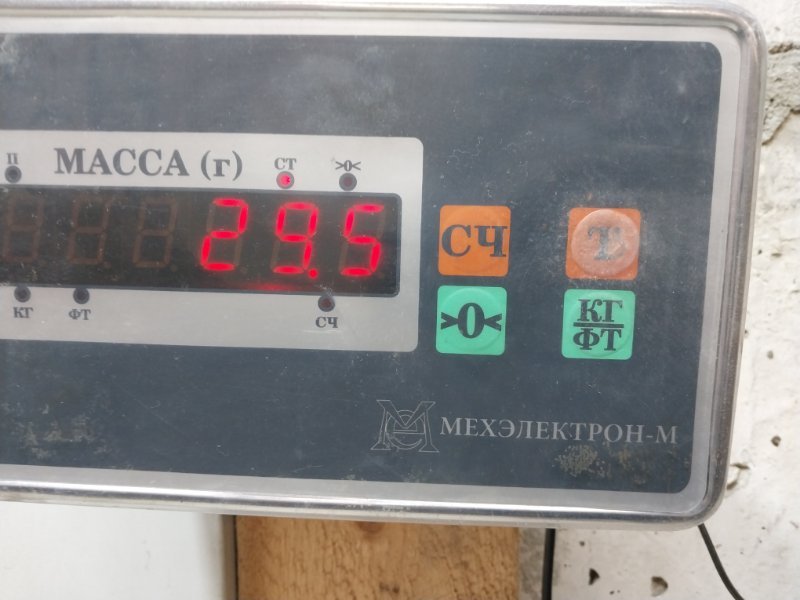 П МАССА (г) СТ >0<
29.5
КГ ФТ СЧ
СЧ Т
>0< КГ
ФТ
МЕХЭЛЕКТРОН-М